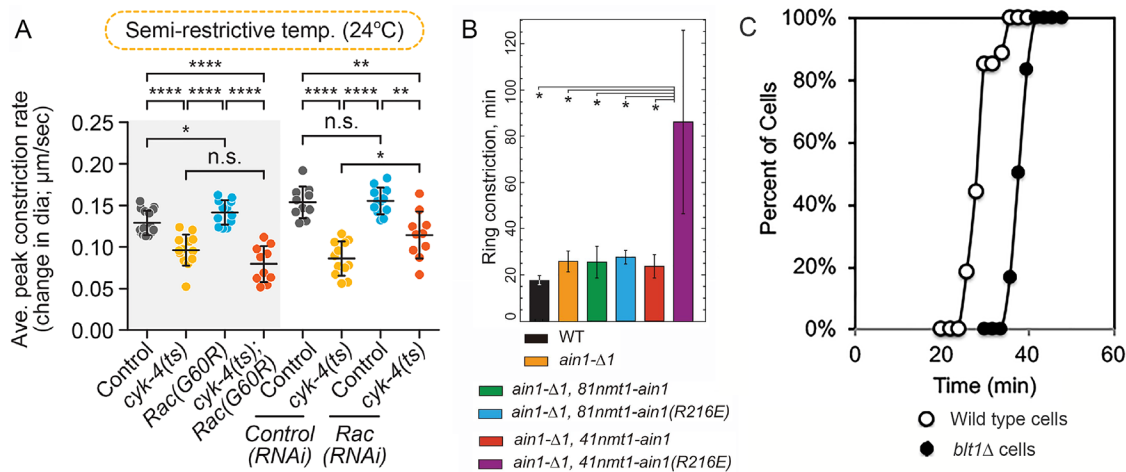 A
Semi-restrictive temp. (24°C)
**** **
**** **** **** **** **** **
* n.s.
n.s. *
Ave. peak constriction rate
(change in dia; µm/sec)
0.25
0.20
0.15
0.10
0.05
0.00
Control
cyk-4(ts)
Rac(G60R)
cyk-4(ts);
Rac(G60R)
Control
cyk-4(ts)
Control
cyk-4(ts)
Control
(RNAi)
Rac
(RNAi)
B
Ring constriction, min
120
100
80
60
40
20
0
* * * * *
WT
ain1-Δ1
ain1-Δ1, 81nmt1-ain1
ain1-Δ1, 81nmt1-ain1(R216E)
ain1-Δ1, 41nmt1-ain1
ain1-Δ1, 41nmt1-ain1(R216E)
C
Percent of Cells
100%
80%
60%
40%
20%
0%
0 20 40 60
Time (min)
Wild type cells
blt1Δ cells